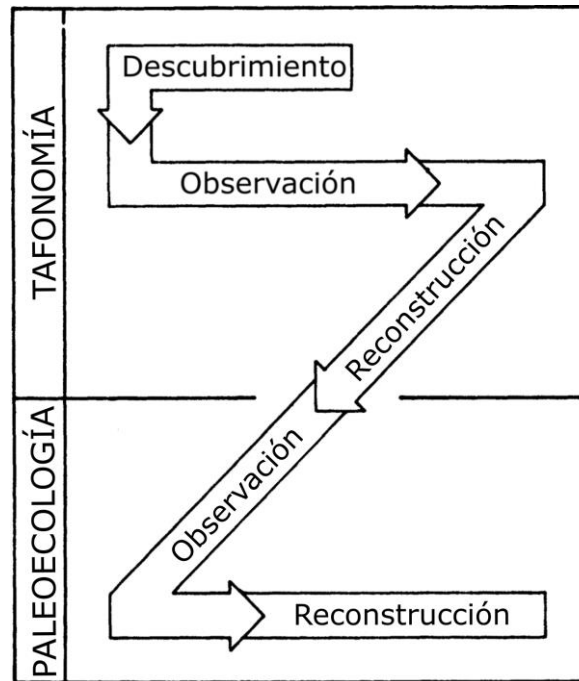 TAFONOMÍA
Descubrimiento
Observación
Reconstrucción
PALEOECOLOGÍA
Observación
Reconstrucción